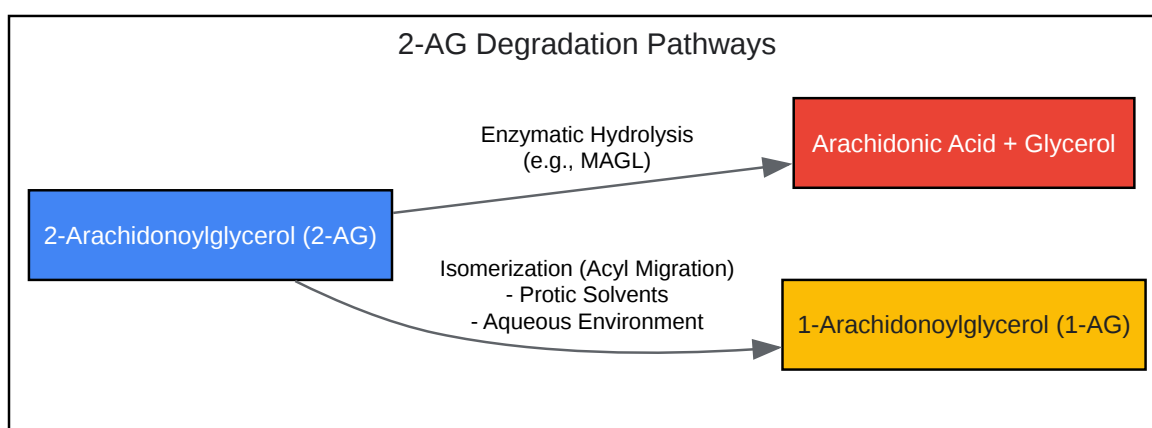 2-AG Degradation Pathways
Enzymatic Hydrolysis
(e.g., MAGL)
Arachidonic Acid + Glycerol
2-Arachidonoylglycerol (2-AG)
Isomerization (Acyl Migration)
- Protic Solvents
- Aqueous Environment
1-Arachidonoylglycerol (1-AG)